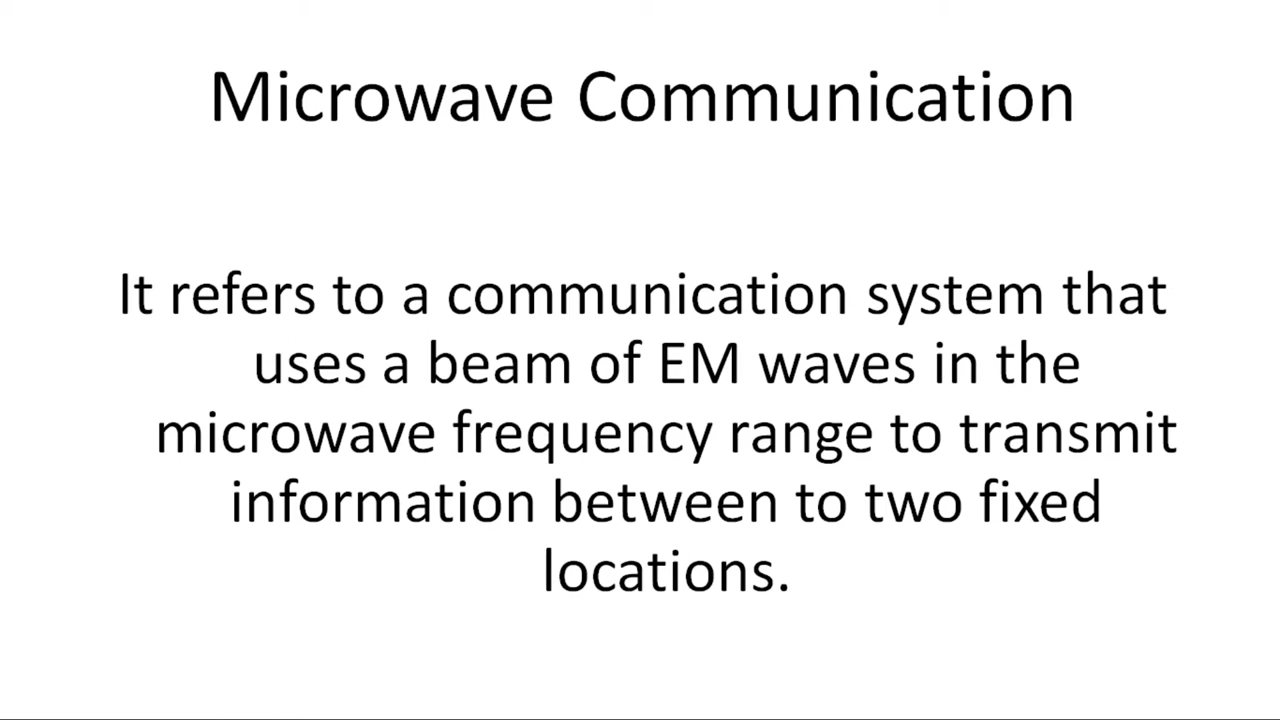 Microwave Communication
It refers to a communication system that
uses a beam of EM waves in the
microwave frequency range to transmit
information between to two fixed
locations.